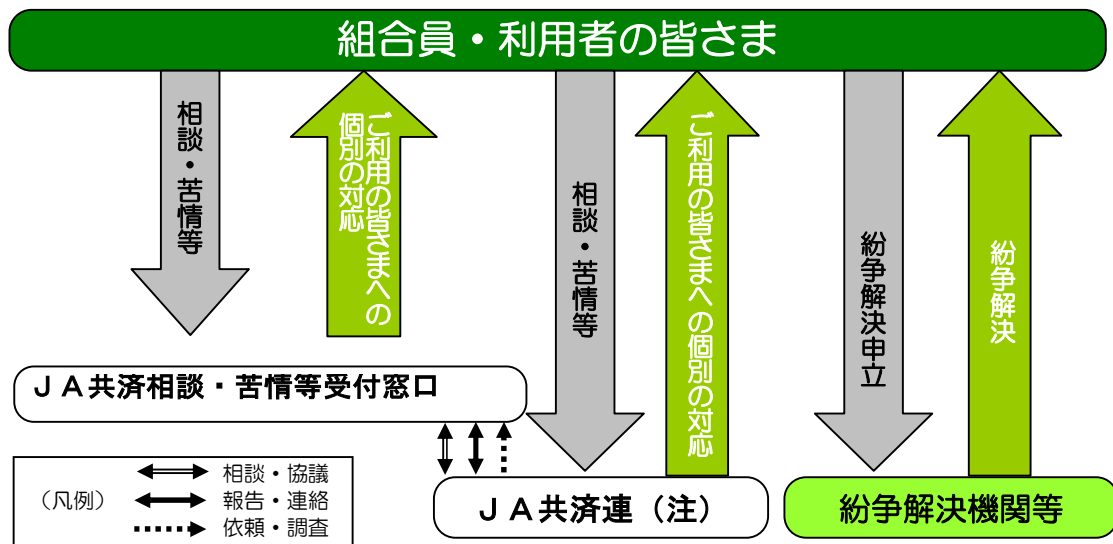 組合員・利用者の皆さま
相談・苦情等
ご利用の皆さまへの
個別の対応
相談・苦情等
ご利用の皆さまへの個別の対応
紛争解決申立
紛争解決
ＪＡ共済相談・苦情等受付窓口
（凡例）
相談・協議
報告・連絡
依頼・調査
ＪＡ共済連（注）
紛争解決機関等